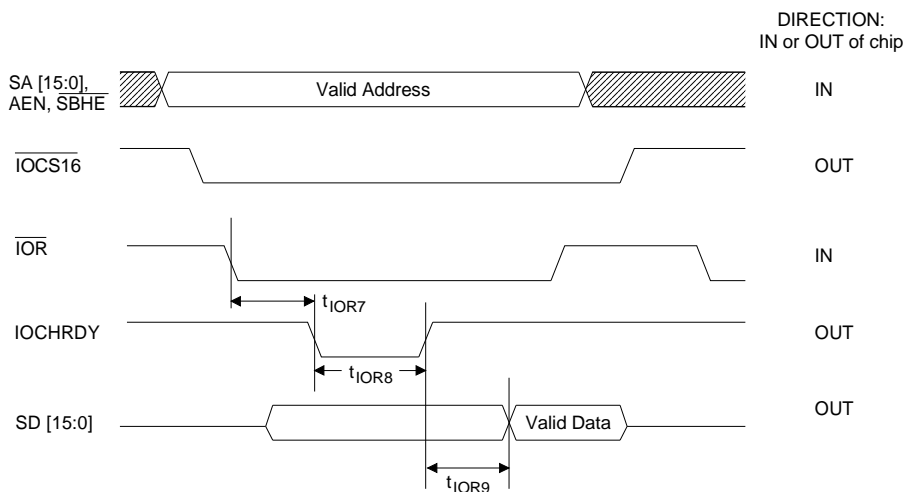 DIRECTION:
IN or OUT of chip
SA [15:0],
AEN, SBHE
Valid Address
IN
IOCS16
OUT
IOR
IN
tIOR7
IOCHRDY
OUT
tIOR8
SD [15:0]
Valid Data
OUT
tIOR9